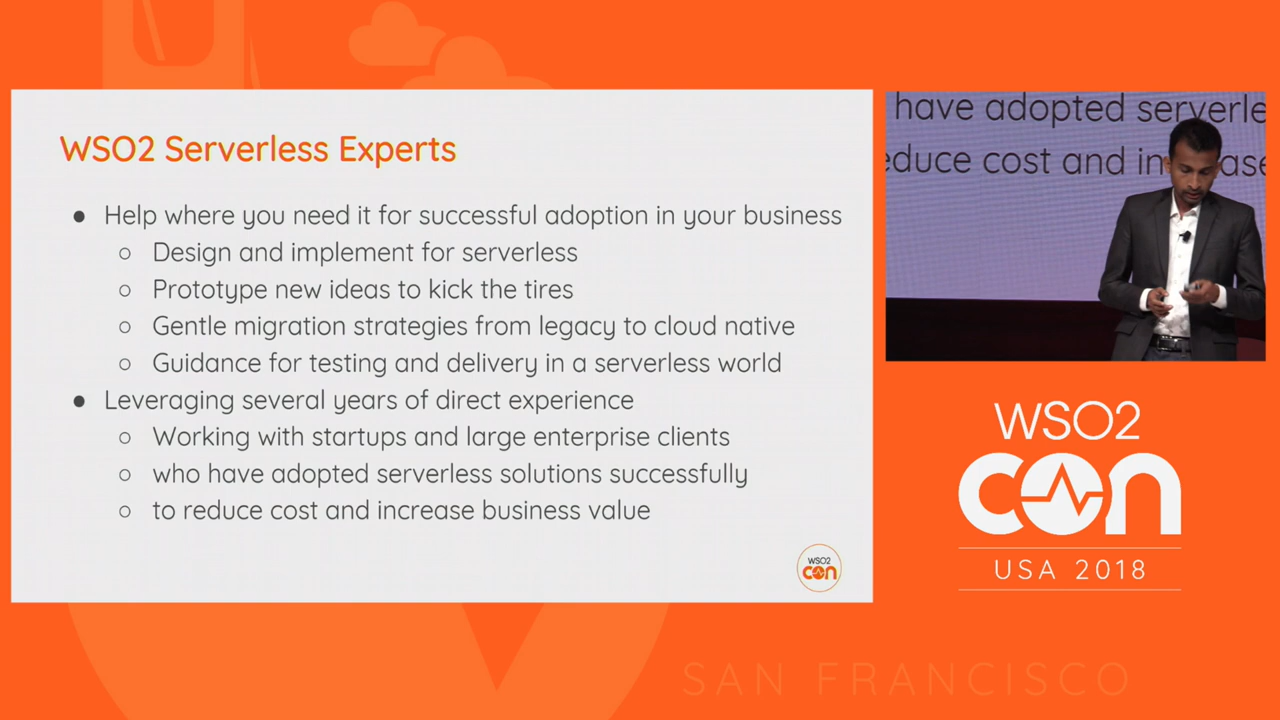 WSO2 Serverless Experts
● Help where you need it for successful adoption in your business
○ Design and implement for serverless
○ Prototype new ideas to kick the tires
○ Gentle migration strategies from legacy to cloud native
○ Guidance for testing and delivery in a serverless world
● Leveraging several years of direct experience
○ Working with startups and large enterprise clients
○ who have adopted serverless solutions successfully
○ to reduce cost and increase business value
WSO2
con
have adopted serverle
educe cost and in ase
WSO2
con
USA 2018
SAN FRANCISCO